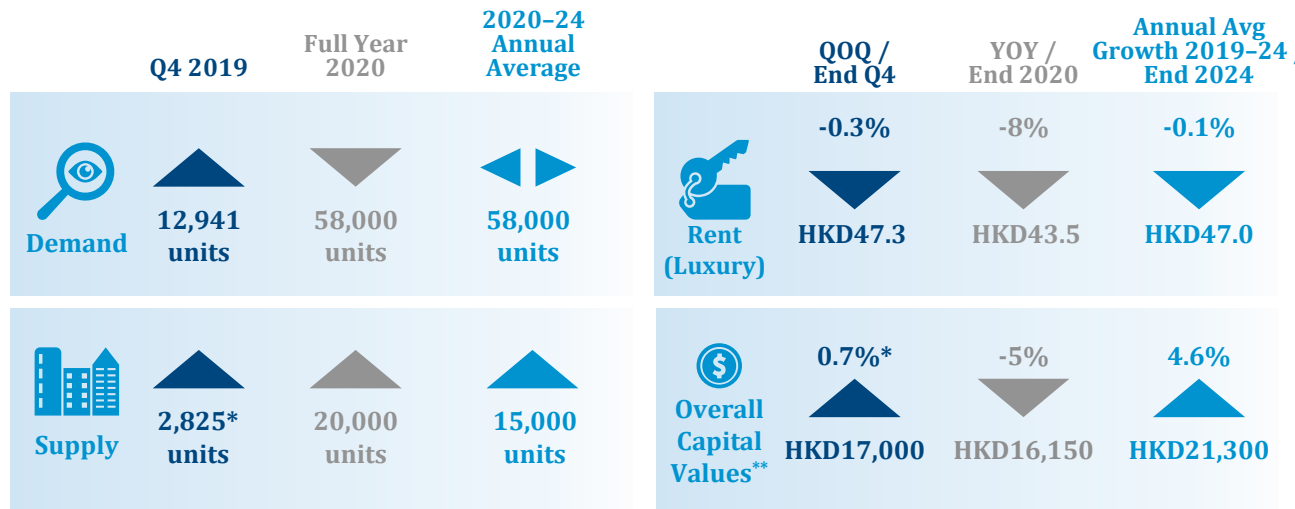 Q4 2019
Full Year
2020
2020–24
Annual
Average
Demand
12,941
units
58,000
units
58,000
units
Supply
2,825*
units
20,000
units
15,000
units
QOQ /
End Q4
YOY /
End 2020
Annual Avg
Growth 2019–24 /
End 2024
Rent
(Luxury)
-0.3%
HKD47.3
-8%
HKD43.5
-0.1%
HKD47.0
$
Overall
Capital
Values**
0.7%*
HKD17,000
-5%
HKD16,150
4.6%
HKD21,300